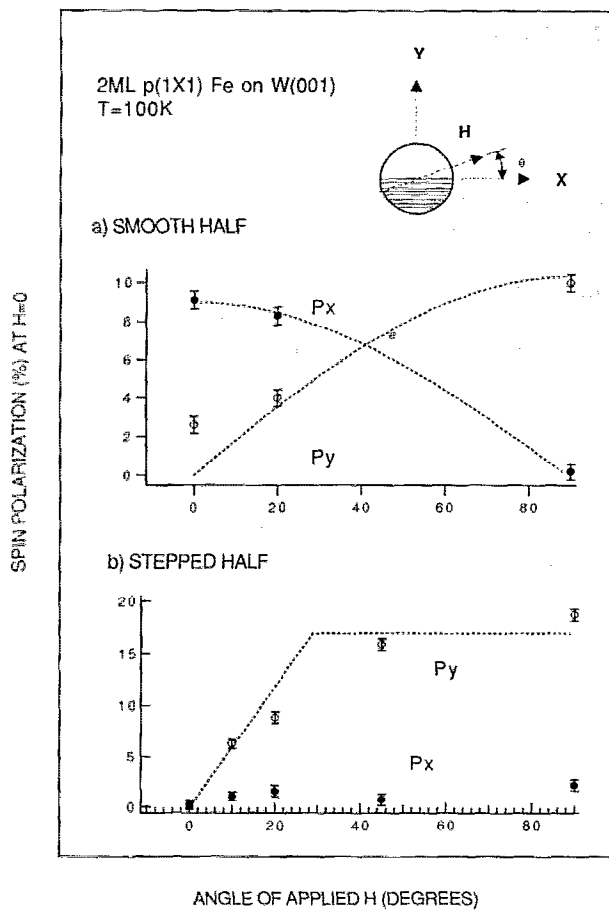 2ML p(1X1) Fe on W(001)
T=100K
Y
H
θ
X
a) SMOOTH HALF
10
8
6
4
2
0
Px
Py
0
20
40
60
80
b) STEPPED HALF
20
15
10
5
0
Py
Px
0
20
40
60
80
SPIN POLARIZATION (%) AT H=0
ANGLE OF APPLIED H (DEGREES)